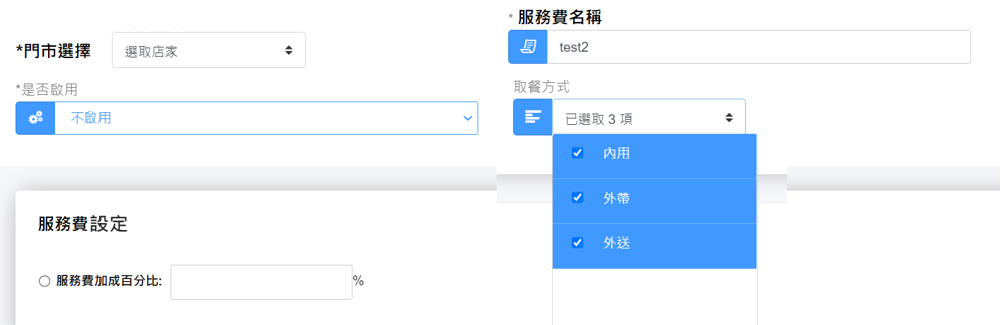 *門市選擇
選取店家
*是否啟用
不啟用
* 服務費名稱
test2
取餐方式
已選取 3 項
內用
外帶
外送
服務費設定
服務費加成百分比:
%